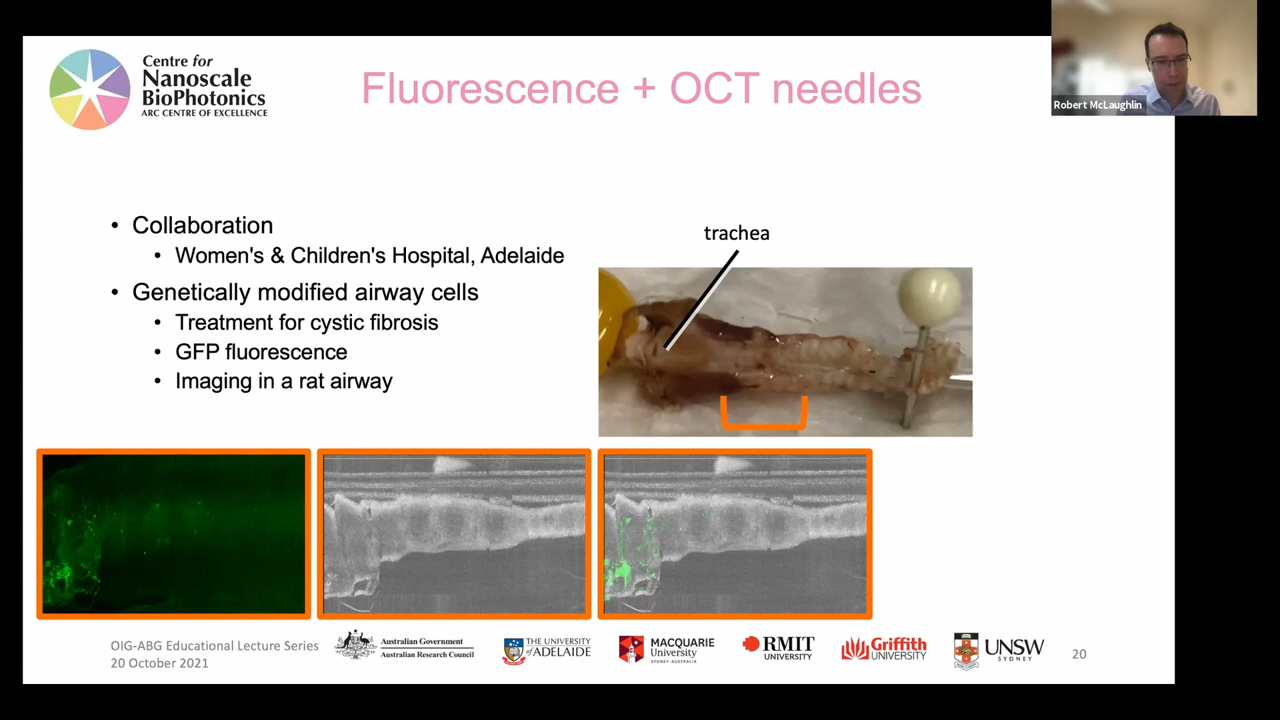 Centre for
Nanoscale
BioPhotonics
ARC CENTRE OF EXCELLENCE
Fluorescence + OCT needles
Robert McLaughlin
• Collaboration
• Women's & Children's Hospital, Adelaide
• Genetically modified airway cells
• Treatment for cystic fibrosis
• GFP fluorescence
• Imaging in a rat airway
trachea
OIG-ABG Educational Lecture Series
20 October 2021
Australian Government
Australian Research Council
THE UNIVERSITY
of ADELAIDE
MACQUARIE
University
SYDNEY·AUSTRALIA
RMIT
UNIVERSITY
Griffith
UNIVERSITY
UNSW
SYDNEY
20